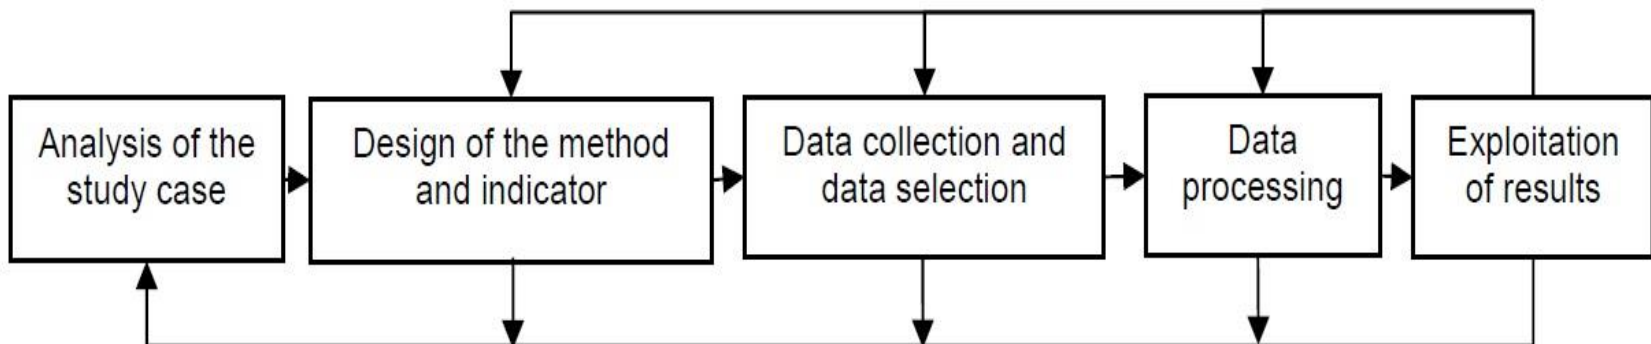 Analysis of the
study case
Design of the method
and indicator
Data collection and
data selection
Data
processing
Exploitation
of results